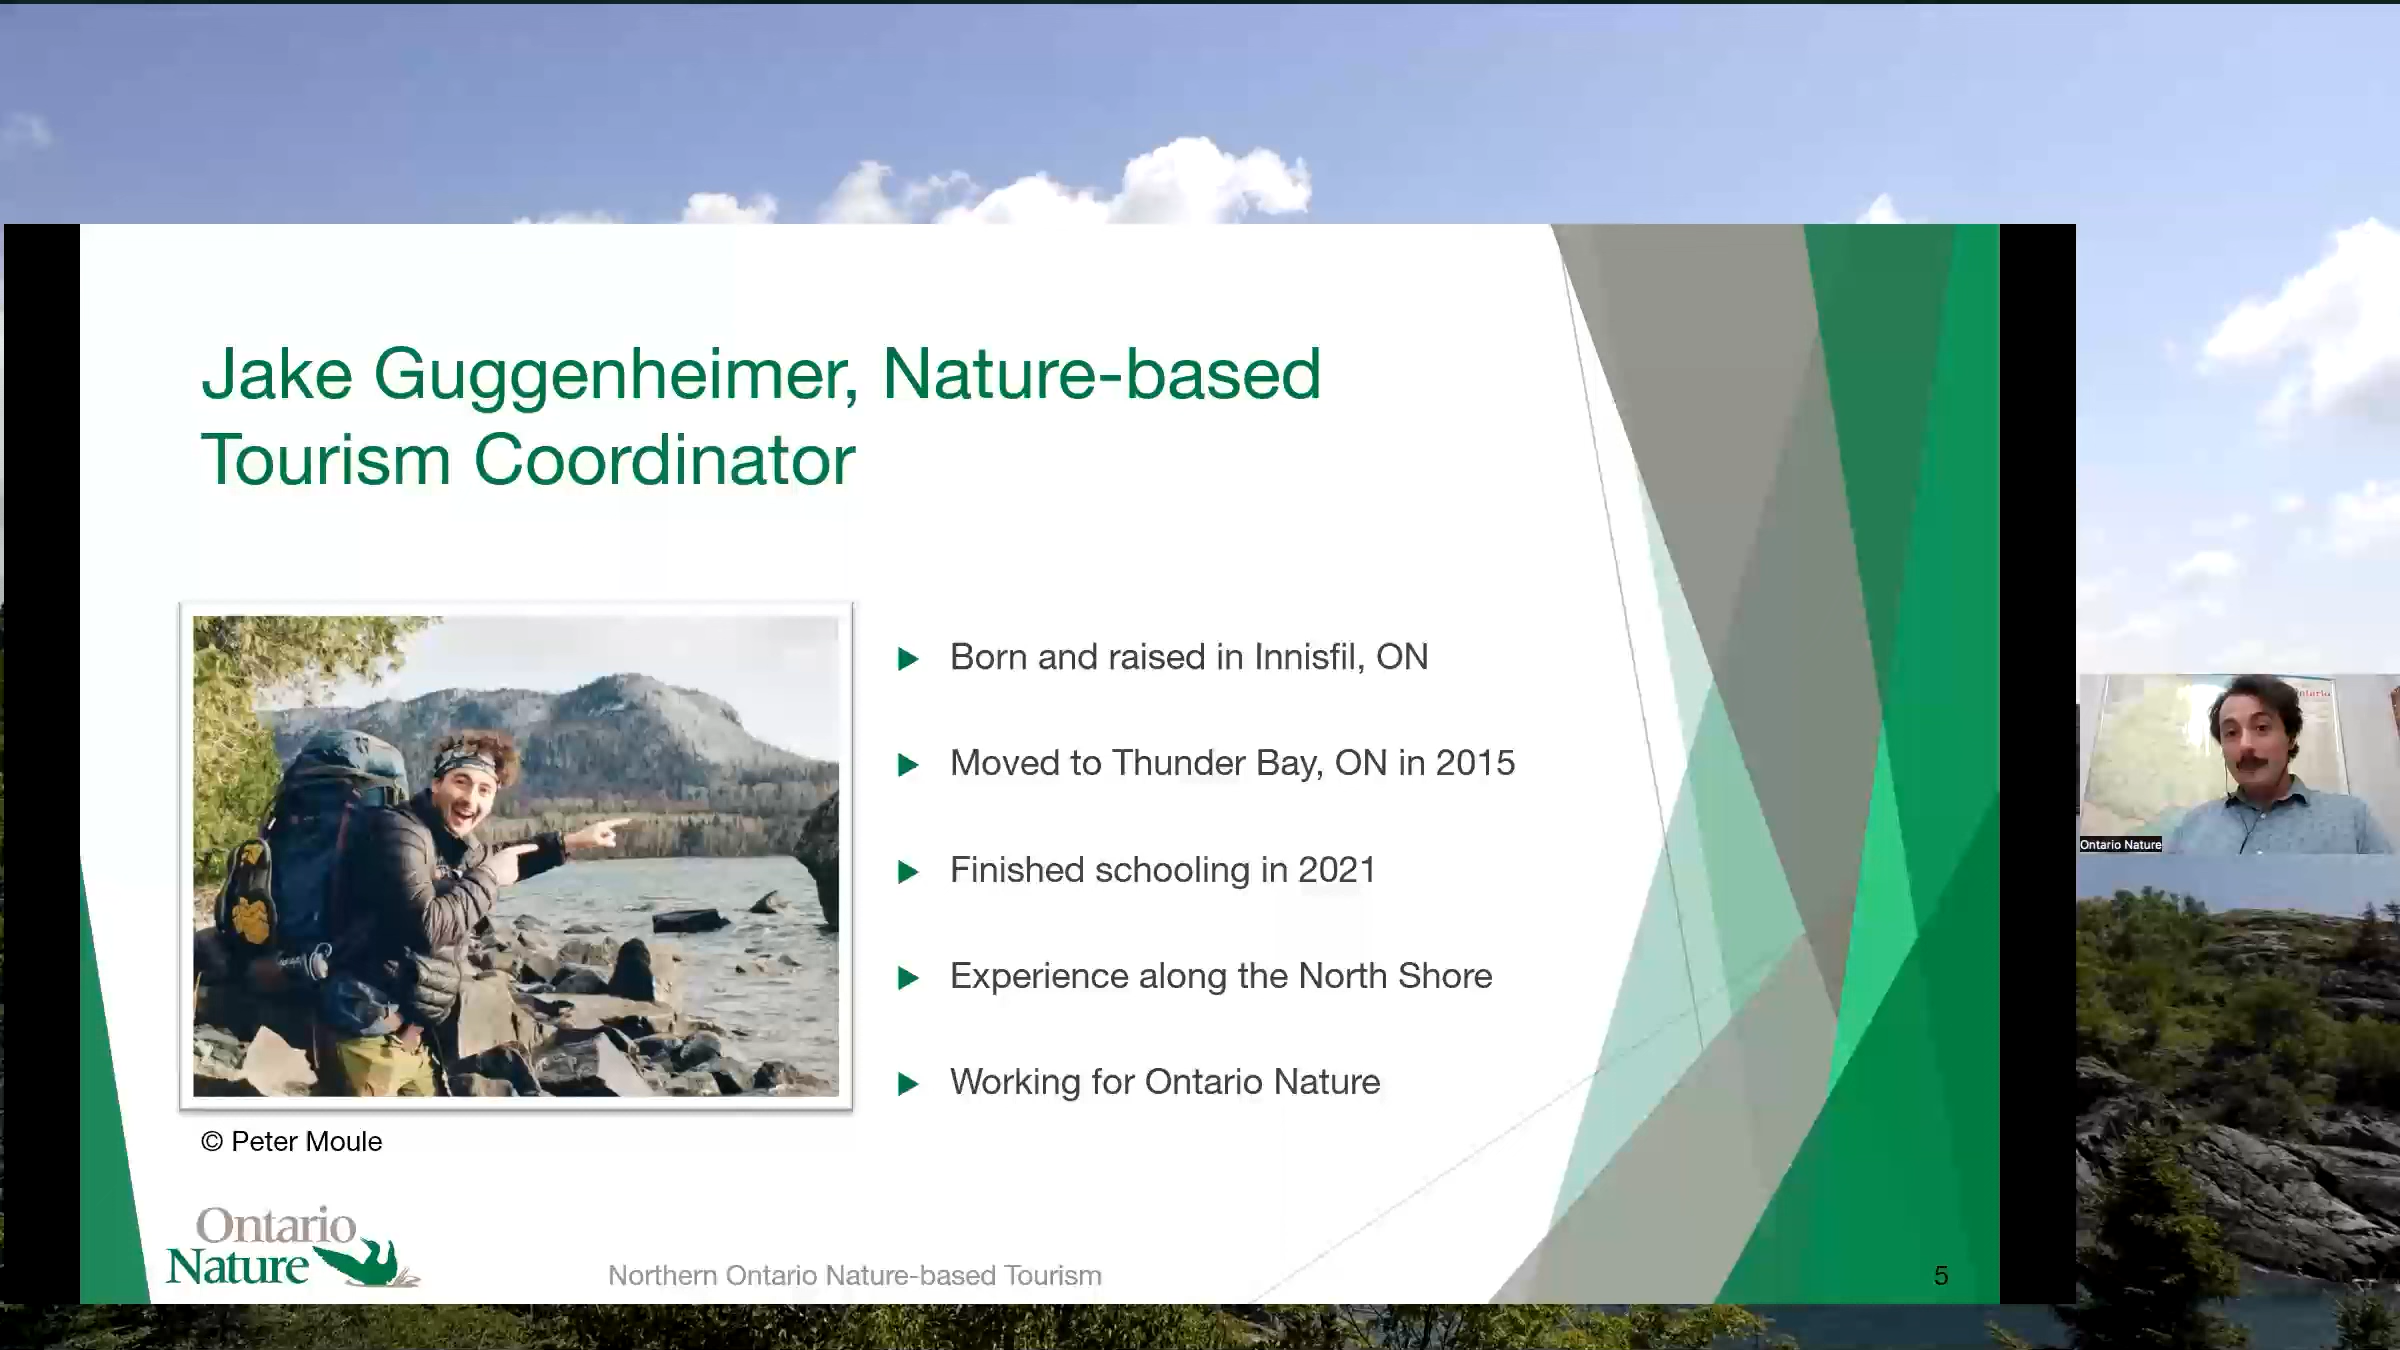 Jake Guggenheimer, Nature-based
Tourism Coordinator
Born and raised in Innisfil, ON
Moved to Thunder Bay, ON in 2015
Finished schooling in 2021
Experience along the North Shore
Working for Ontario Nature
© Peter Moule
Ontario
Nature
Northern Ontario Nature-based Tourism
5
Ontario
Ontario Nature